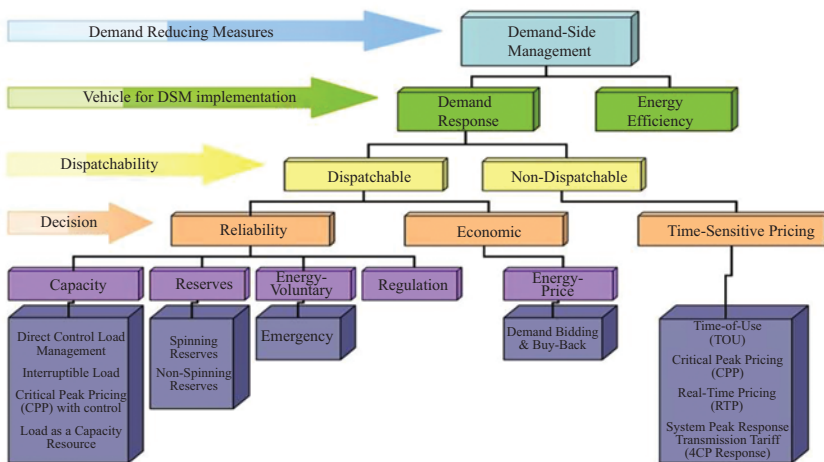 Demand Reducing Measures
Demand-Side
Management
Vehicle for DSM implementation
Demand
Response
Energy
Efficiency
Dispatchability
Dispatchable
Non-Dispatchable
Decision
Reliability
Economic
Time-Sensitive Pricing
Capacity
Reserves
Energy-
Voluntary
Regulation
Energy-
Price
Direct Control Load
Management
Interruptible Load
Critical Peak Pricing
(CPP) with control
Load as a Capacity
Resource
Spinning
Reserves
Non-Spinning
Reserves
Emergency
Demand Bidding
& Buy-Back
Time-of-Use
(TOU)
Critical Peak Pricing
(CPP)
Real-Time Pricing
(RTP)
System Peak Response
Transmission Tariff
(4CP Response)